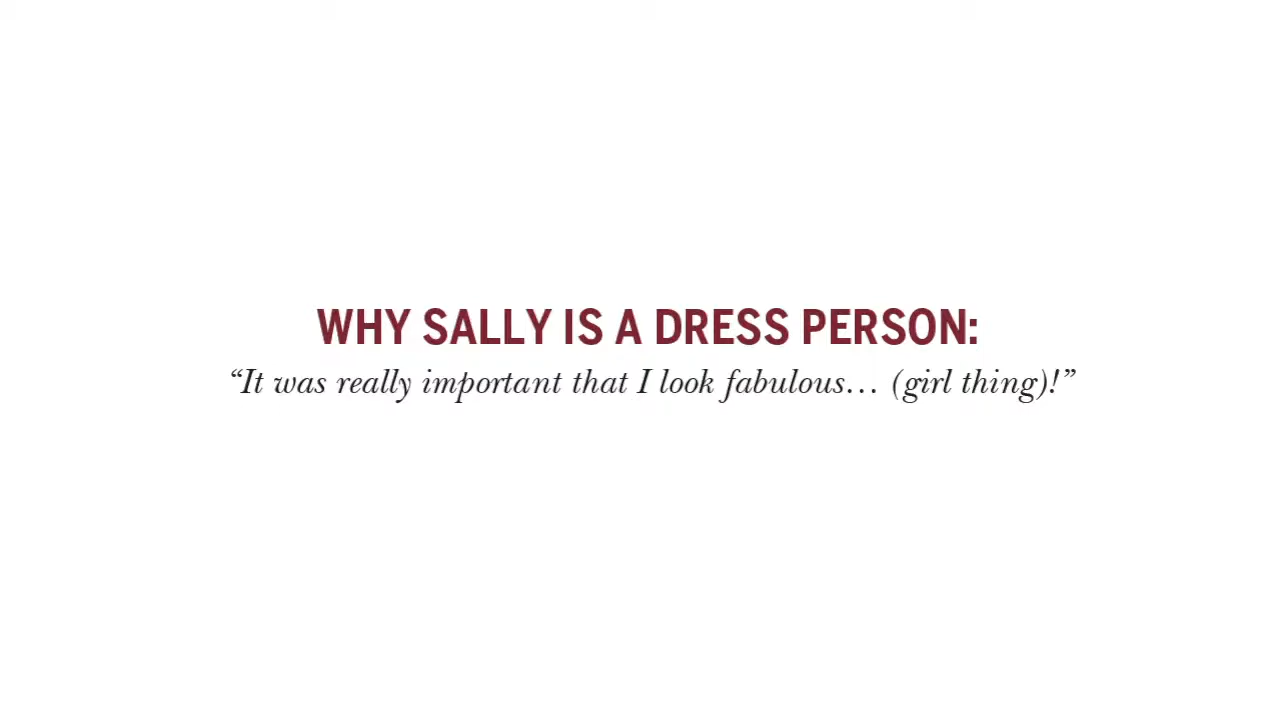 WHY SALLY IS A DRESS PERSON:
“It was really important that I look fabulous… (girl thing)!”